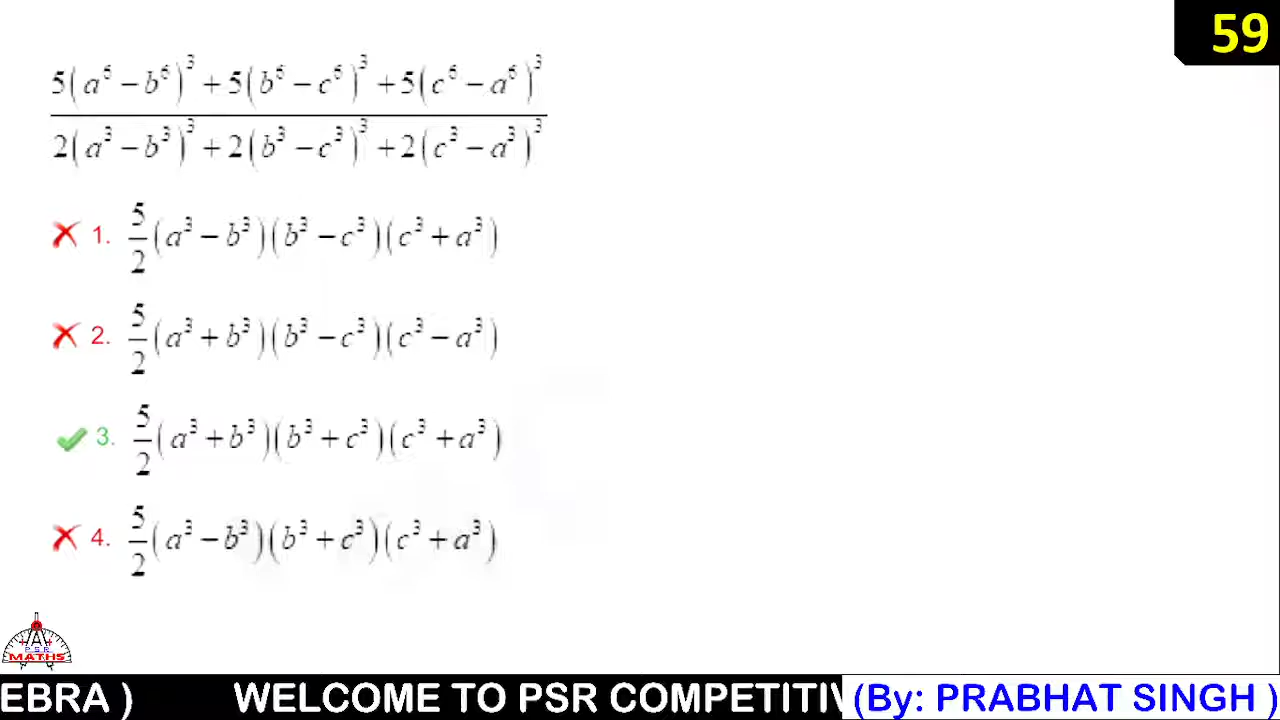 59
5(a⁶ − b⁶)³ + 5(b⁶ − c⁶)³ + 5(c⁶ − a⁶)³
2(a³ − b³)³ + 2(b³ − c³)³ + 2(c³ − a³)³
1. 5/2 (a³ − b³)(b³ − c³)(c³ + a³)
2. 5/2 (a³ + b³)(b³ − c³)(c³ − a³)
3. 5/2 (a³ + b³)(b³ + c³)(c³ + a³)
4. 5/2 (a³ − b³)(b³ + c³)(c³ + a³)
PSR
MATHS
EBRA ) WELCOME TO PSR COMPETITIV (By: PRABHAT SINGH )